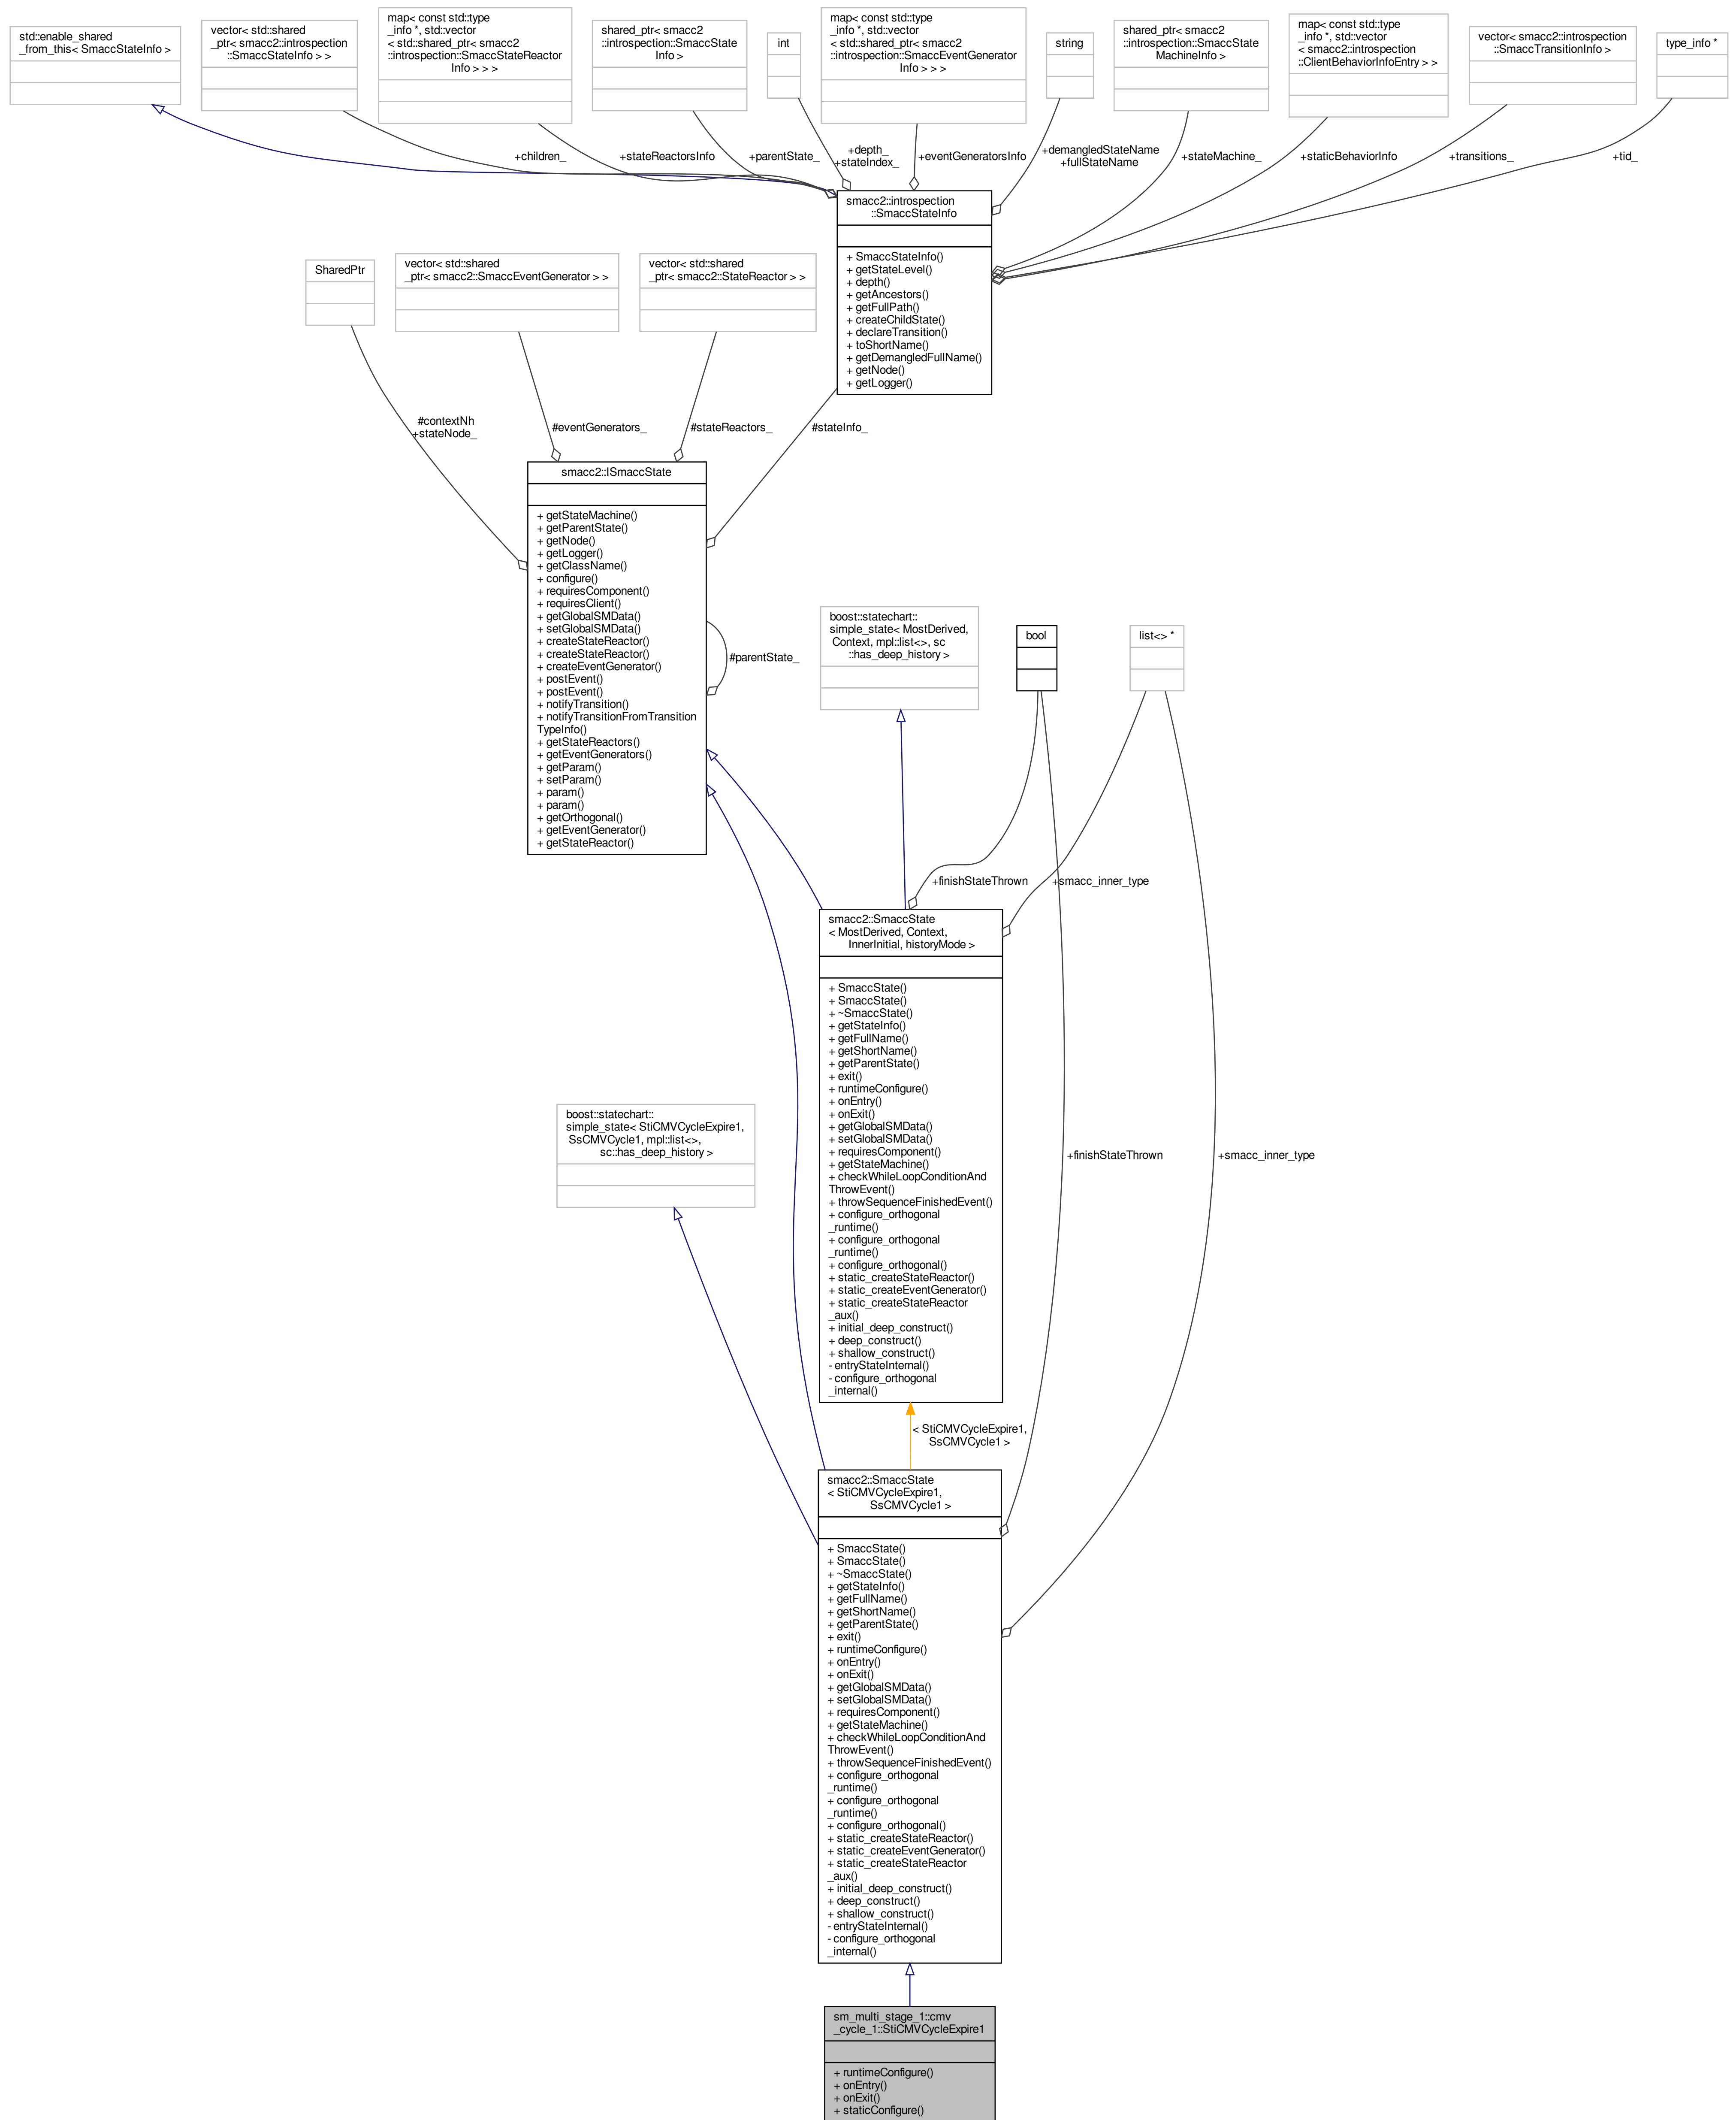 std::enable_shared
_from_this< SmaccStateInfo >
vector< std::shared
_ptr< smacc2::introspection
::SmaccStateInfo > >
map< const std::type
_info *, std::vector
< std::shared_ptr< smacc2
::introspection::SmaccStateReactor
Info > > >
shared_ptr< smacc2
::introspection::SmaccState
Info >
int
map< const std::type
_info *, std::vector
< std::shared_ptr< smacc2
::introspection::SmaccEventGenerator
Info > > >
string
shared_ptr< smacc2
::introspection::SmaccState
MachineInfo >
map< const std::type
_info *, std::vector
< smacc2::introspection
::ClientBehaviorInfoEntry > >
vector< smacc2::introspection
::SmaccTransitionInfo >
type_info *
+children_
+stateReactorsInfo
+parentState_
+depth_
+stateIndex_
+eventGeneratorsInfo
+demangledStateName
+fullStateName
+stateMachine_
+staticBehaviorInfo
+transitions_
+tid_
smacc2::introspection
::SmaccStateInfo
+ SmaccStateInfo()
+ getStateLevel()
+ depth()
+ getAncestors()
+ getFullPath()
+ createChildState()
+ declareTransition()
+ toShortName()
+ getDemangledFullName()
+ getNode()
+ getLogger()
SharedPtr
vector< std::shared
_ptr< smacc2::SmaccEventGenerator > >
vector< std::shared
_ptr< smacc2::StateReactor > >
#contextNh
+stateNode_
#eventGenerators_
#stateReactors_
#stateInfo_
smacc2::ISmaccState
+ getStateMachine()
+ getParentState()
+ getNode()
+ getLogger()
+ getClassName()
+ configure()
+ requiresComponent()
+ requiresClient()
+ getGlobalSMData()
+ setGlobalSMData()
+ createStateReactor()
+ createStateReactor()
+ createEventGenerator()
+ postEvent()
+ postEvent()
+ notifyTransition()
+ notifyTransitionFromTransition
TypeInfo()
+ getStateReactors()
+ getEventGenerators()
+ getParam()
+ setParam()
+ param()
+ param()
+ getOrthogonal()
+ getEventGenerator()
+ getStateReactor()
#parentState_
boost::statechart::
simple_state< MostDerived,
Context, mpl::list<>, sc
::has_deep_history >
bool
list<> *
+finishStateThrown
+smacc_inner_type
smacc2::SmaccState
< MostDerived, Context,
InnerInitial, historyMode >
+ SmaccState()
+ SmaccState()
+ ~SmaccState()
+ getStateInfo()
+ getFullName()
+ getShortName()
+ getParentState()
+ exit()
+ runtimeConfigure()
+ onEntry()
+ onExit()
+ getGlobalSMData()
+ setGlobalSMData()
+ requiresComponent()
+ getStateMachine()
+ checkWhileLoopConditionAnd
ThrowEvent()
+ throwSequenceFinishedEvent()
+ configure_orthogonal
_runtime()
+ configure_orthogonal
_runtime()
+ configure_orthogonal()
+ static_createStateReactor()
+ static_createEventGenerator()
+ static_createStateReactor
_aux()
+ initial_deep_construct()
+ deep_construct()
+ shallow_construct()
- entryStateInternal()
- configure_orthogonal
_internal()
boost::statechart::
simple_state< StiCMVCycleExpire1,
SsCMVCycle1, mpl::list<>,
sc::has_deep_history >
+finishStateThrown
+smacc_inner_type
< StiCMVCycleExpire1,
SsCMVCycle1 >
smacc2::SmaccState
< StiCMVCycleExpire1,
SsCMVCycle1 >
+ SmaccState()
+ SmaccState()
+ ~SmaccState()
+ getStateInfo()
+ getFullName()
+ getShortName()
+ getParentState()
+ exit()
+ runtimeConfigure()
+ onEntry()
+ onExit()
+ getGlobalSMData()
+ setGlobalSMData()
+ requiresComponent()
+ getStateMachine()
+ checkWhileLoopConditionAnd
ThrowEvent()
+ throwSequenceFinishedEvent()
+ configure_orthogonal
_runtime()
+ configure_orthogonal
_runtime()
+ configure_orthogonal()
+ static_createStateReactor()
+ static_createEventGenerator()
+ static_createStateReactor
_aux()
+ initial_deep_construct()
+ deep_construct()
+ shallow_construct()
- entryStateInternal()
- configure_orthogonal
_internal()
sm_multi_stage_1::cmv
_cycle_1::StiCMVCycleExpire1
+ runtimeConfigure()
+ onEntry()
+ onExit()
+ staticConfigure()